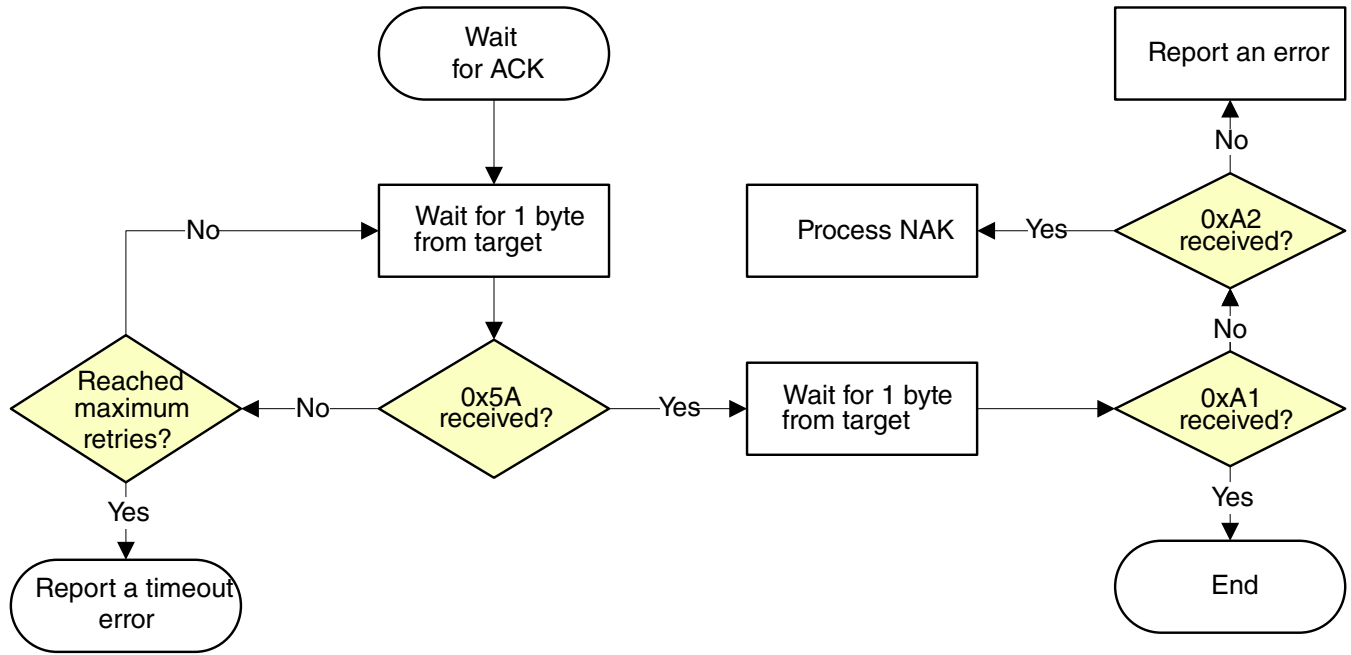 Wait
for ACK
Report an error
No
Wait for 1 byte
from target
No
Process NAK
Yes
0xA2
received?
No
Reached
maximum
retries?
No
0x5A
received?
Yes
Wait for 1 byte
from target
0xA1
received?
Yes
Yes
Report a timeout
error
End